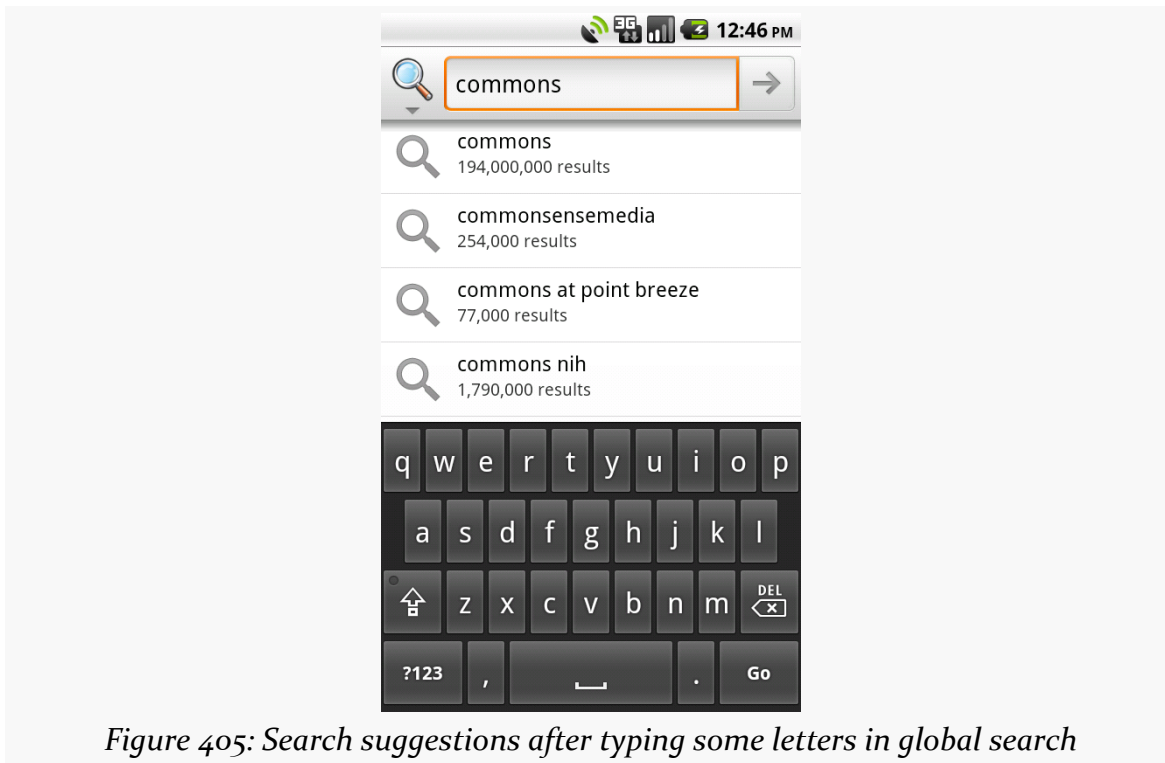 3G 12:46 PM
commons
commons
194,000,000 results
commonsensemedia
254,000 results
commons at point breeze
77,000 results
commons nih
1,790,000 results
q w e r t y u i o p
a s d f g h j k l
z x c v b n m DEL
?123 , . Go
Figure 405: Search suggestions after typing some letters in global search